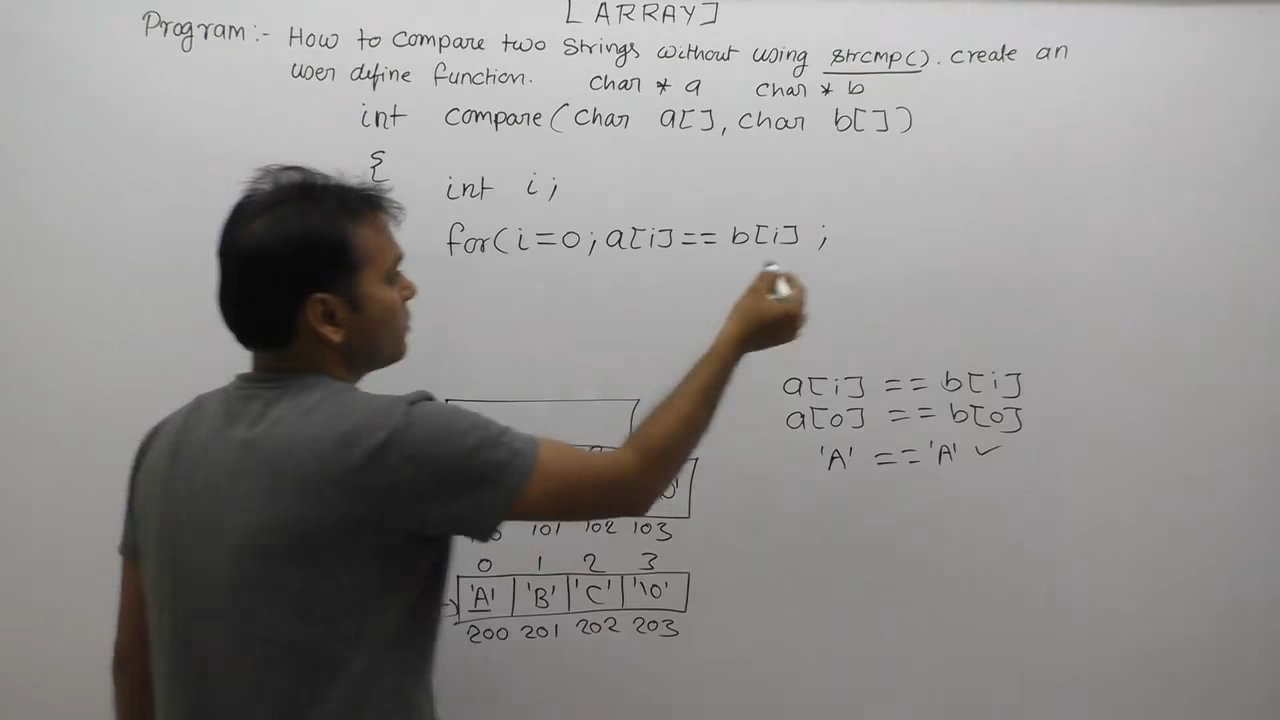 [ARRAY]
Program:- How to compare two strings without using strcmp(). create an
user define function. char * a char * b
int compare(char a[], char b[])
{
int i;
for(i=0; a[i]== b[i] ;
a[i] == b[i]
a[0] == b[0]
'A' == 'A' ✓
101 102 103
0 1 2 3
'A' 'B' 'C' '\0'
200 201 202 203